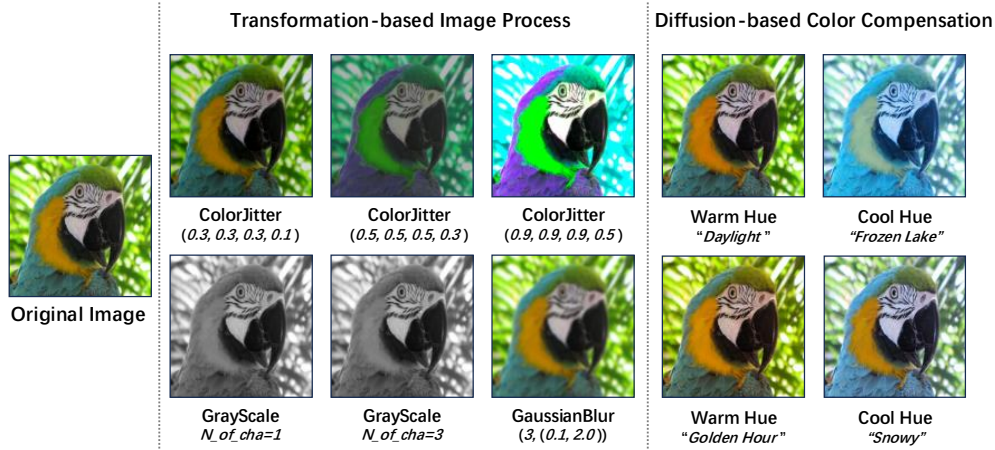 Transformation-based Image Process
Diffusion-based Color Compensation
Original Image
ColorJitter
(0.3, 0.3, 0.3, 0.1 )
ColorJitter
(0.5, 0.5, 0.5, 0.3 )
ColorJitter
(0.9, 0.9, 0.9, 0.5 )
Warm Hue
“Daylight ”
Cool Hue
“Frozen Lake”
GrayScale
N_of_cha=1
GrayScale
N_of_cha=3
GaussianBlur
(3, (0.1, 2.0 ))
Warm Hue
“Golden Hour ”
Cool Hue
“Snowy”